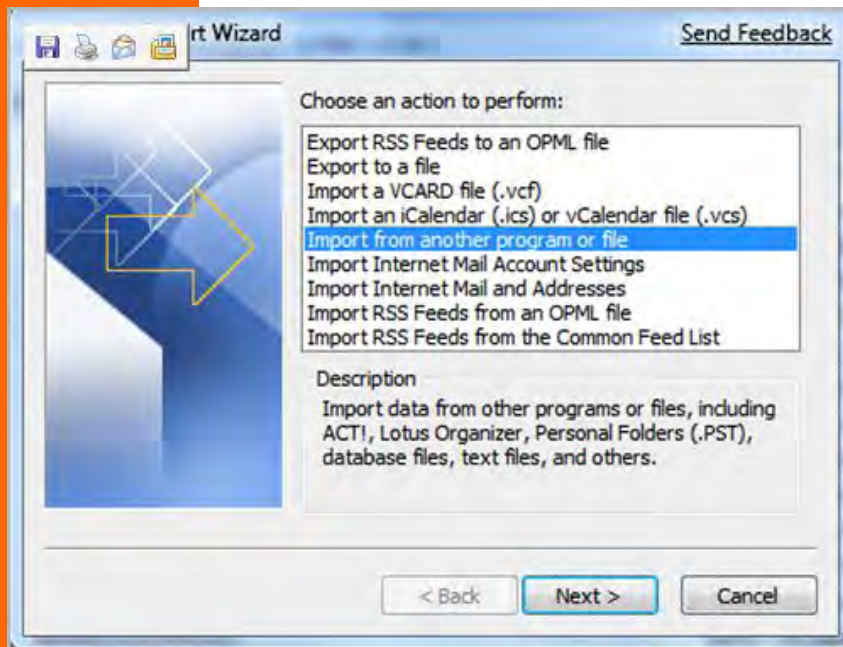 rt Wizard
Send Feedback
Choose an action to perform:
Export RSS Feeds to an OPML file
Export to a file
Import a VCARD file (.vcf)
Import an iCalendar (.ics) or vCalendar file (.vcs)
Import from another program or file
Import Internet Mail Account Settings
Import Internet Mail and Addresses
Import RSS Feeds from an OPML file
Import RSS Feeds from the Common Feed List
Description
Import data from other programs or files, including
ACT!, Lotus Organizer, Personal Folders (.PST),
database files, text files, and others.
< Back
Next >
Cancel